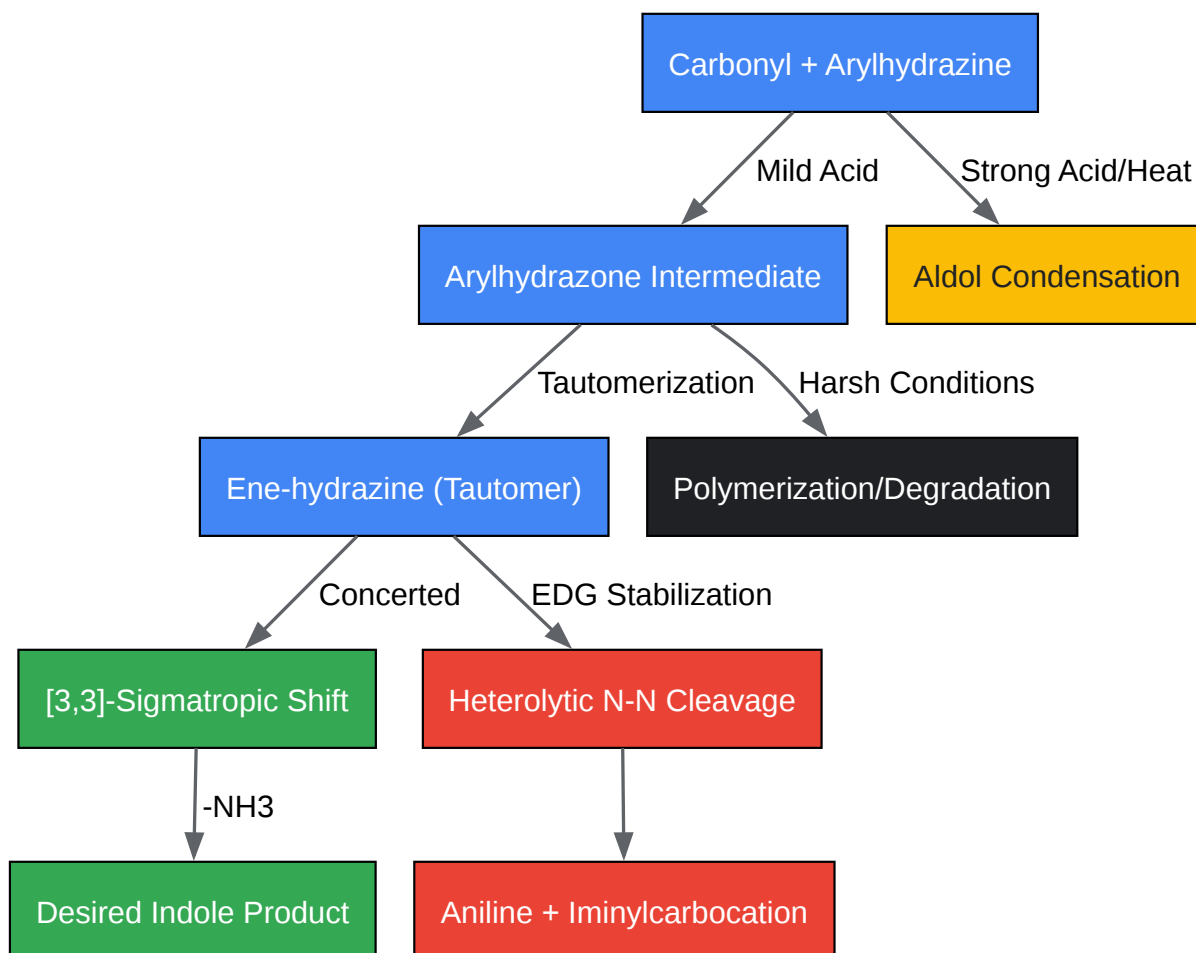 Carbonyl + Arylhydrazine
Mild Acid
Strong Acid/Heat
Arylhydrazone Intermediate
Aldol Condensation
Tautomerization
Harsh Conditions
Ene-hydrazine (Tautomer)
Polymerization/Degradation
Concerted
EDG Stabilization
[3,3]-Sigmatropic Shift
Heterolytic N-N Cleavage
-NH3
Desired Indole Product
Aniline + Iminylcarbocation